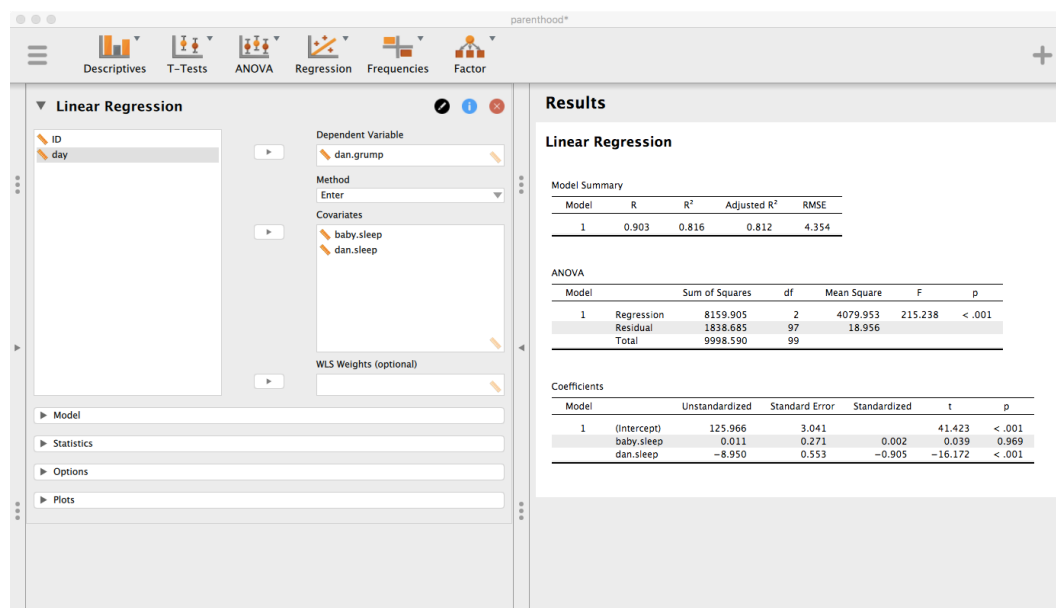 parenthood*
Descriptives T-Tests ANOVA Regression Frequencies Factor
Linear Regression
ID
day
Dependent Variable
dan.grump
Method
Enter
Covariates
baby.sleep
dan.sleep
WLS Weights (optional)
Model
Statistics
Options
Plots
Results
Linear Regression
Model Summary
Model R R² Adjusted R² RMSE
1 0.903 0.816 0.812 4.354
ANOVA
Model Sum of Squares df Mean Square F p
1 Regression 8159.905 2 4079.953 215.238 < .001
Residual 1838.685 97 18.956
Total 9998.590 99
Coefficients
Model Unstandardized Standard Error Standardized t p
1 (Intercept) 125.966 3.041 41.423 < .001
baby.sleep 0.011 0.271 0.002 0.039 0.969
dan.sleep −8.950 0.553 −0.905 −16.172 < .001